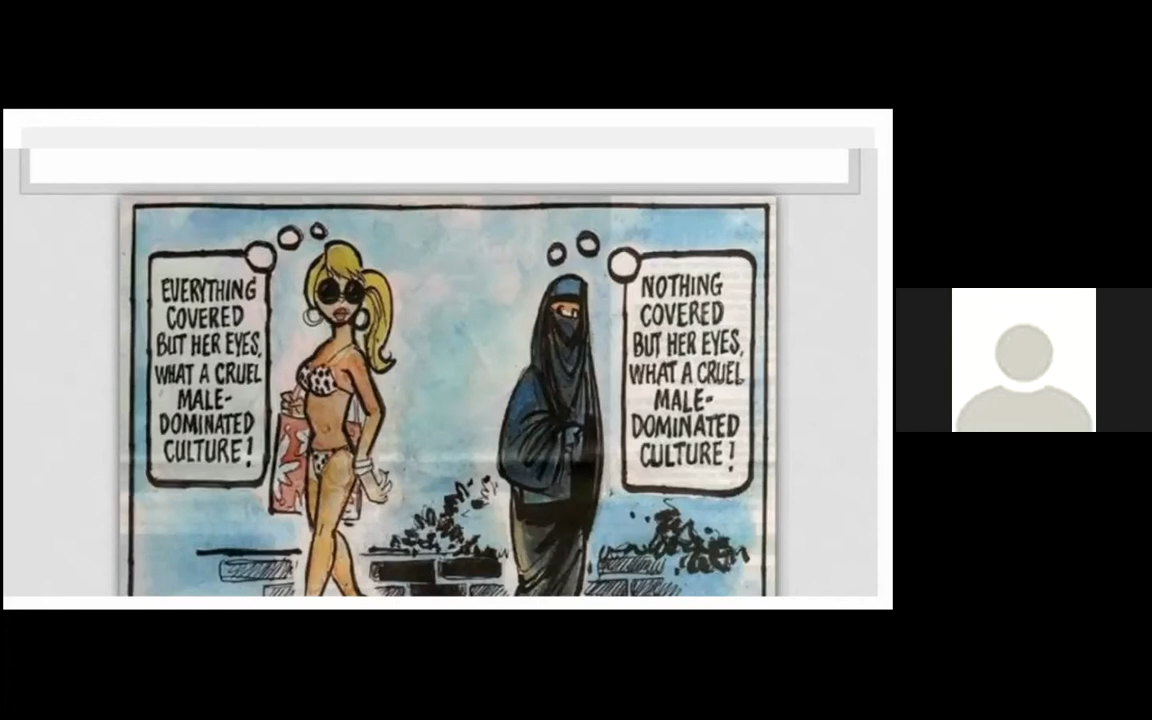 EVERYTHING
COVERED
BUT HER EYES,
WHAT A CRUEL
MALE-
DOMINATED
CULTURE!
NOTHING
COVERED
BUT HER EYES,
WHAT A CRUEL
MALE-
DOMINATED
CULTURE!